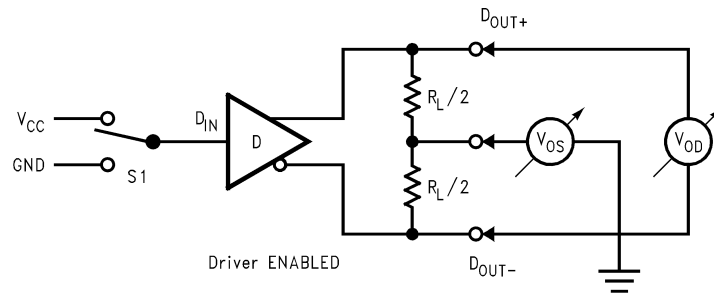 DOUT+
VCC
GND
S1
DIN
D
RL/2
VOS
VOD
RL/2
DOUT-
Driver ENABLED